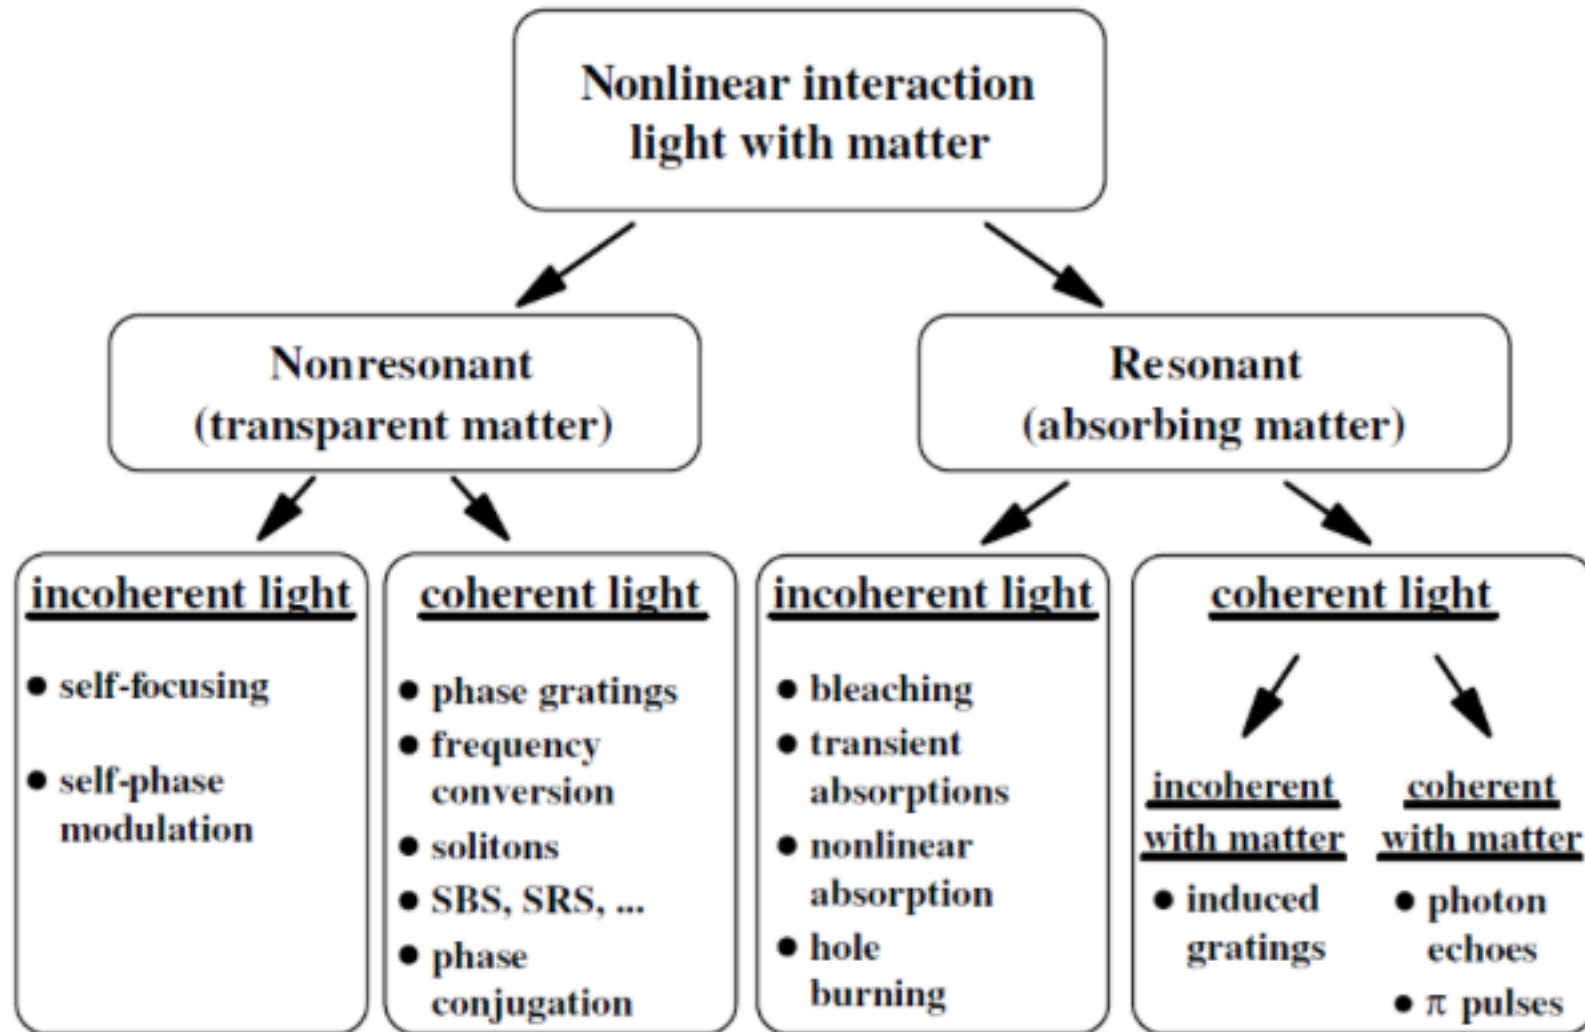 Nonlinear interaction
light with matter
Nonresonant
(transparent matter)
Resonant
(absorbing matter)
incoherent light
● self-focusing
● self-phase
modulation
coherent light
● phase gratings
● frequency
conversion
● solitons
● SBS, SRS, ...
● phase
conjugation
incoherent light
● bleaching
● transient
absorptions
● nonlinear
absorption
● hole
burning
coherent light
incoherent
with matter
● induced
gratings
coherent
with matter
● photon
echoes
● π pulses